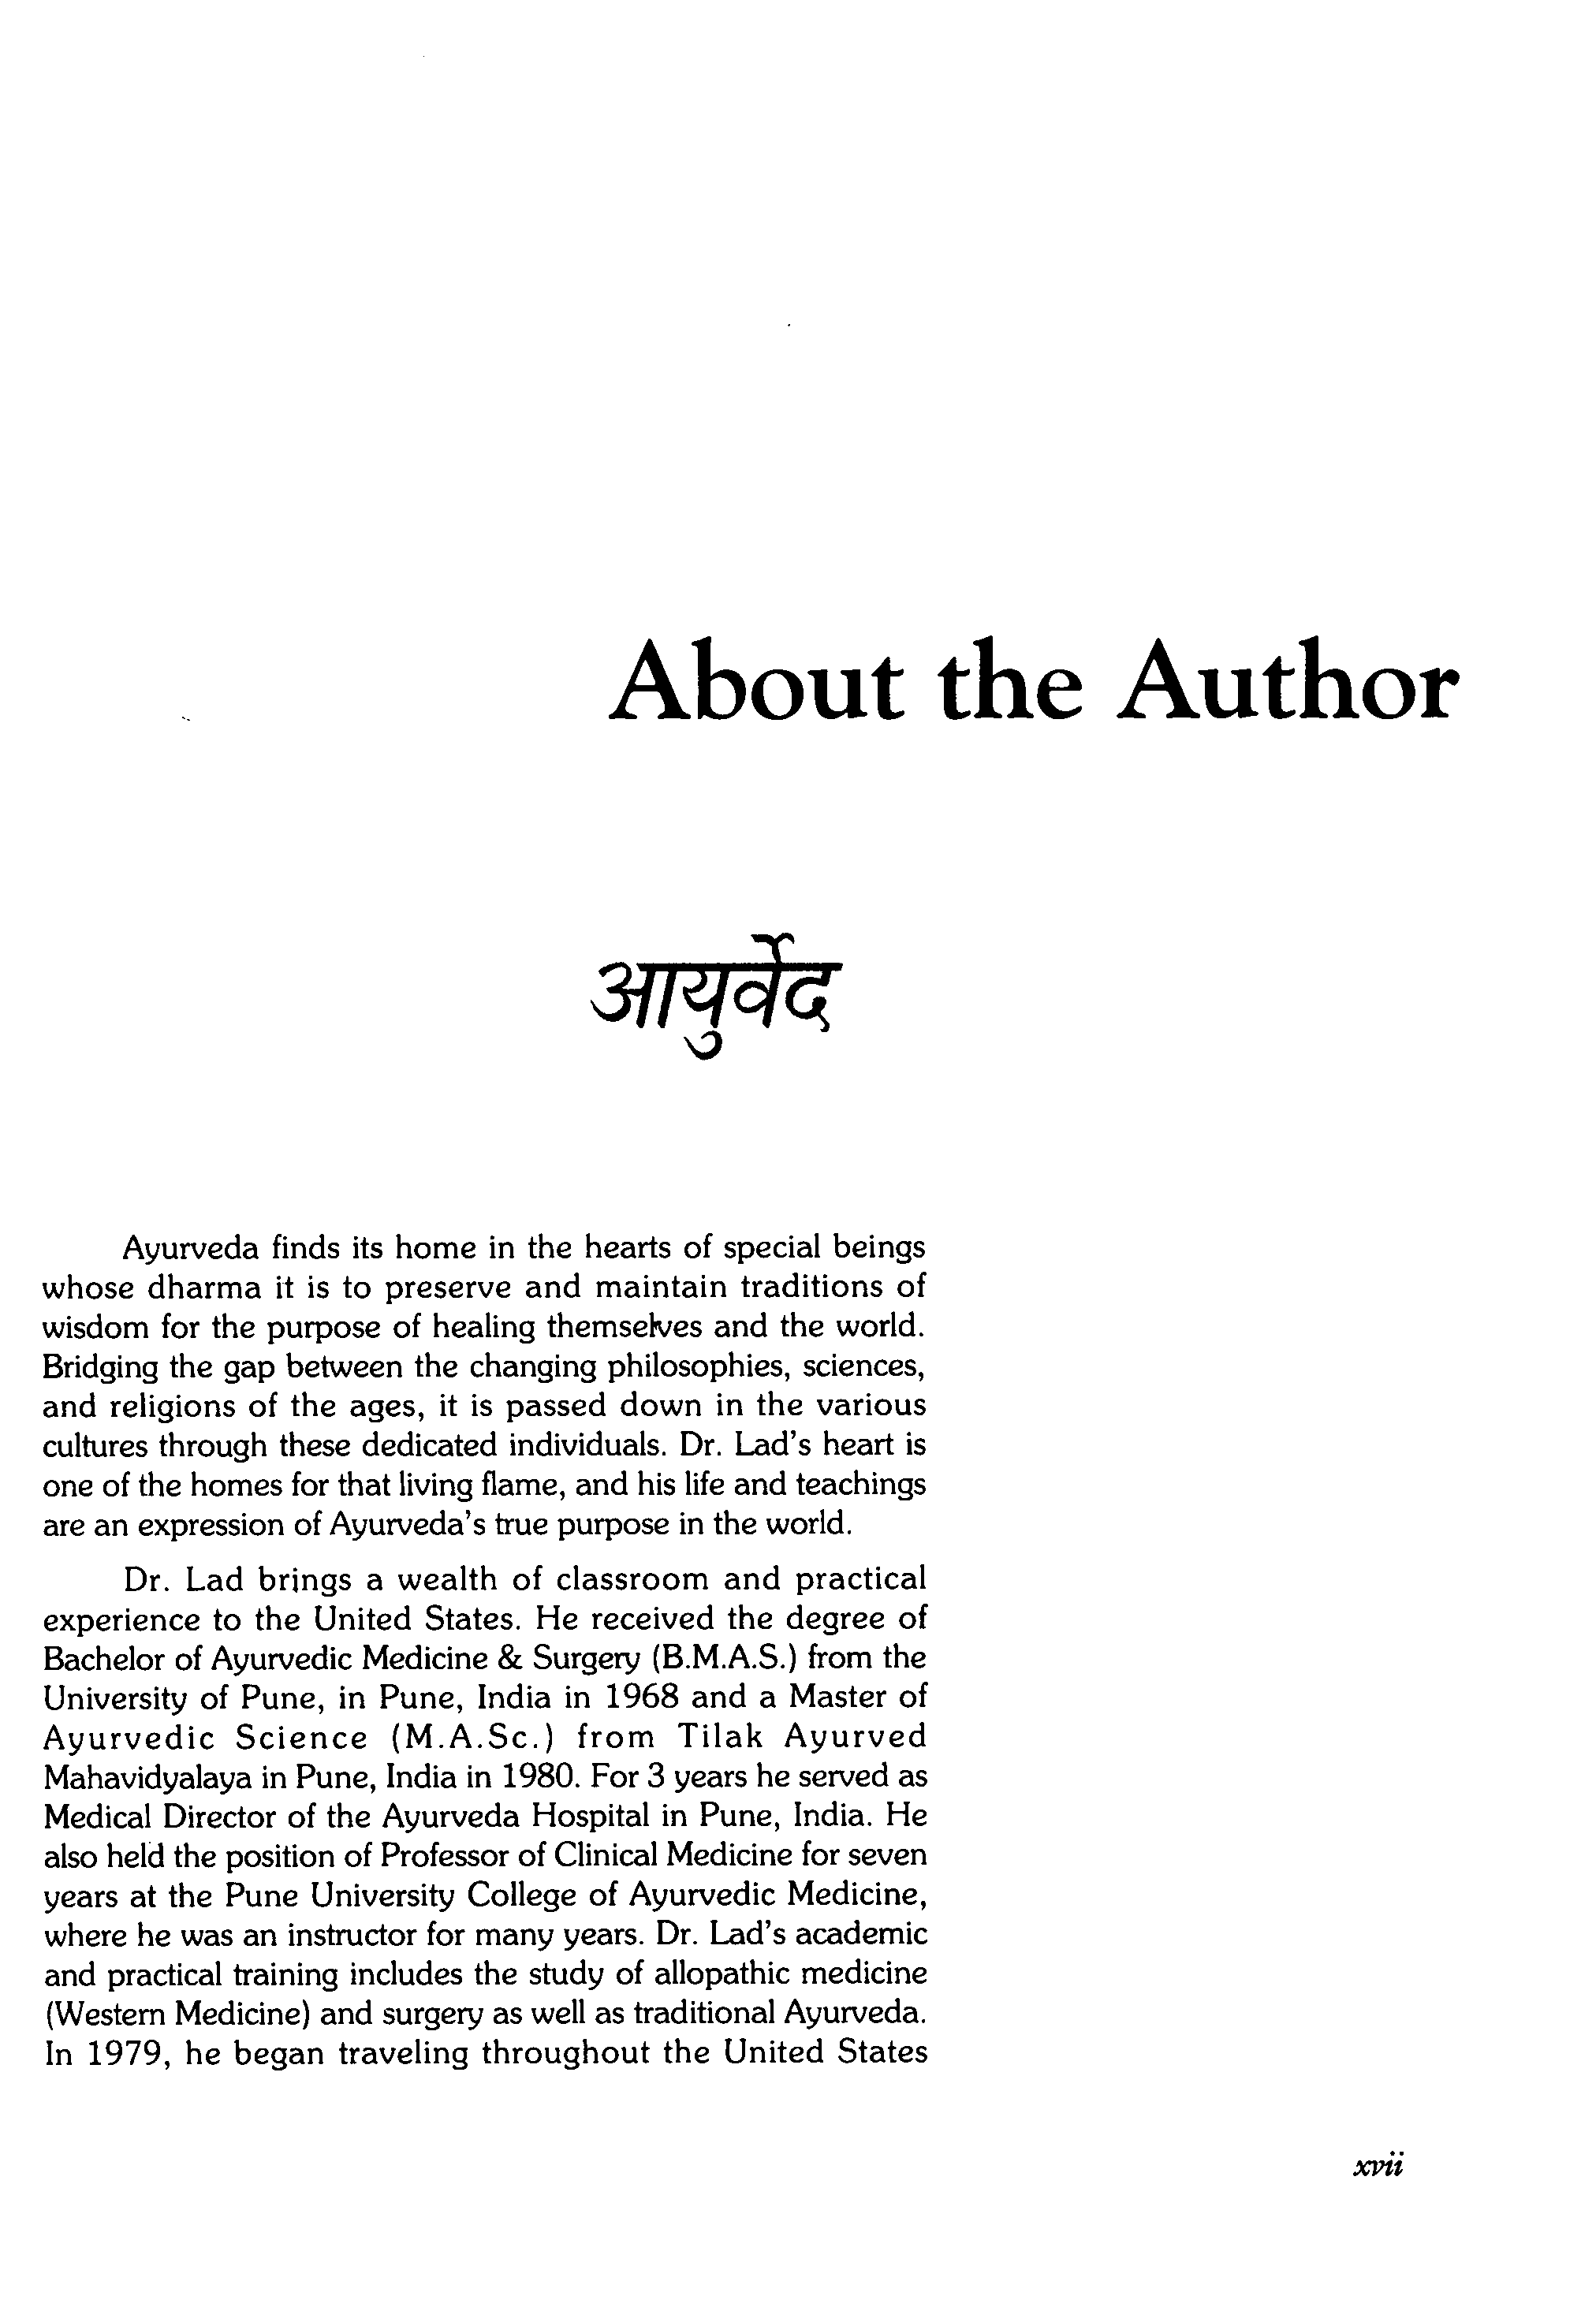 About the Author
आयुर्वेद
Ayurveda finds its home in the hearts of special beings
whose dharma it is to preserve and maintain traditions of
wisdom for the purpose of healing themselves and the world.
Bridging the gap between the changing philosophies, sciences,
and religions of the ages, it is passed down in the various
cultures through these dedicated individuals. Dr. Lad's heart is
one of the homes for that living flame, and his life and teachings
are an expression of Ayurveda's true purpose in the world.
Dr. Lad brings a wealth of classroom and practical
experience to the United States. He received the degree of
Bachelor of Ayurvedic Medicine & Surgery (B.M.A.S.) from the
University of Pune, in Pune, India in 1968 and a Master of
Ayurvedic Science (M.A.Sc.) from Tilak Ayurved
Mahavidyalaya in Pune, India in 1980. For 3 years he served as
Medical Director of the Ayurveda Hospital in Pune, India. He
also held the position of Professor of Clinical Medicine for seven
years at the Pune University College of Ayurvedic Medicine,
where he was an instructor for many years. Dr. Lad's academic
and practical training includes the study of allopathic medicine
(Western Medicine) and surgery as well as traditional Ayurveda.
In 1979, he began traveling throughout the United States
xvii